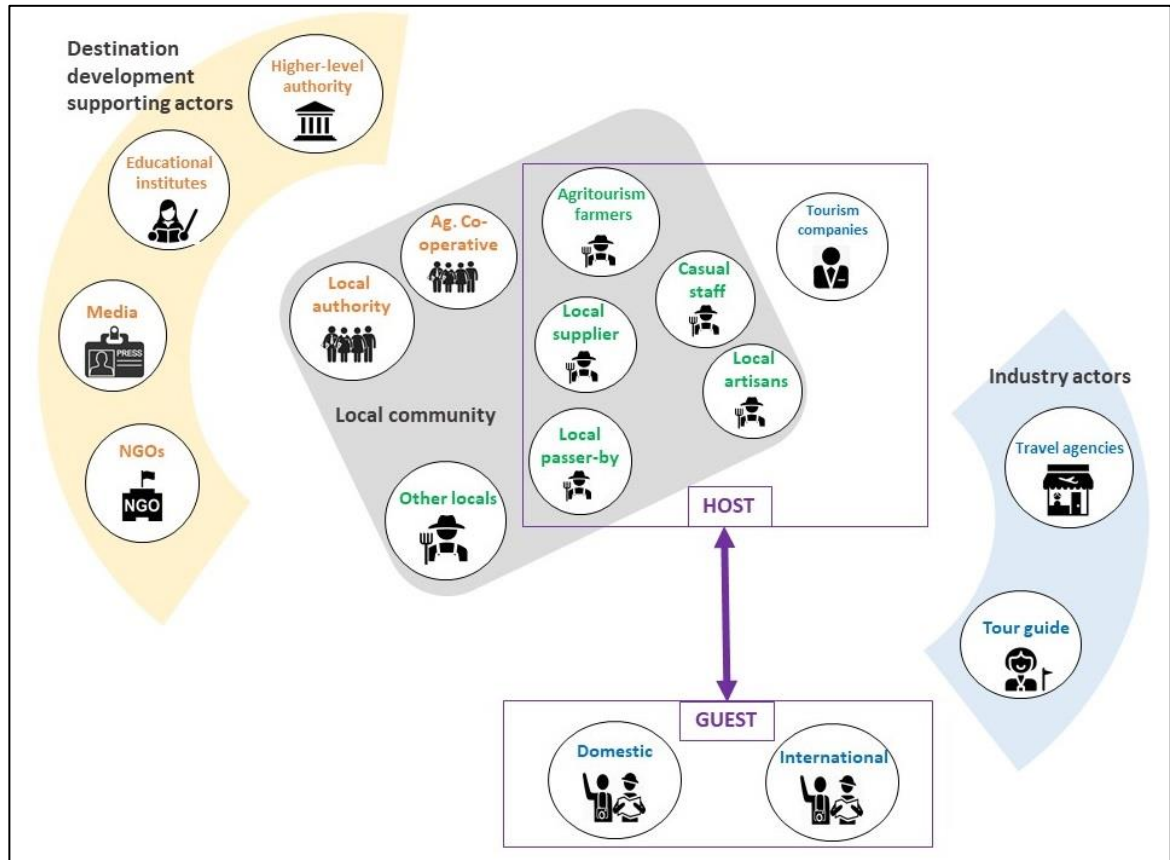 Destination
development
supporting actors
Higher-level
authority
Educational
institutes
Media
PRESS
NGOs
NGO
Ag. Co-
operative
Local
authority
Local community
Other locals
Agritourism
farmers
Casual
staff
Local
supplier
Local
artisans
Local
passer-by
Tourism
companies
HOST
GUEST
Domestic
International
Industry actors
Travel agencies
Tour guide